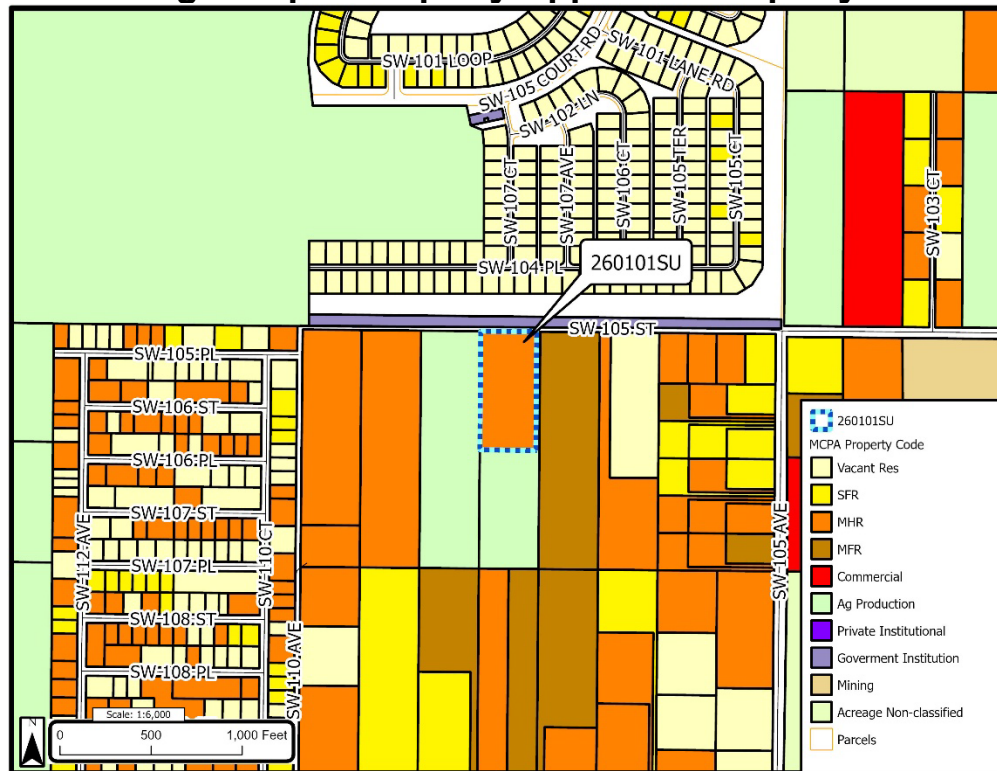 SW 101 LOOP
SW 105 COURT RD
SW 101 LANE RD
SW 102 LN
SW 107 CT
SW 107 AVE
SW 106 CT
SW 105 TER
SW 105 CT
SW 103 CT
SW 104 PL
260101SU
SW 105 ST
SW 105 PL
SW 106 ST
SW 106 PL
SW 107 ST
SW 107 PL
SW 108 ST
SW 108 PL
SW 112 AVE
SW 110 CT
SW 110 AVE
SW 105 AVE
260101SU
MCPA Property Code
Vacant Res
SFR
MHR
MFR
Commercial
Ag Production
Private Institutional
Goverment Institution
Mining
Acreage Non-classified
Parcels
N
Scale: 1:6,000
0 500 1,000 Feet